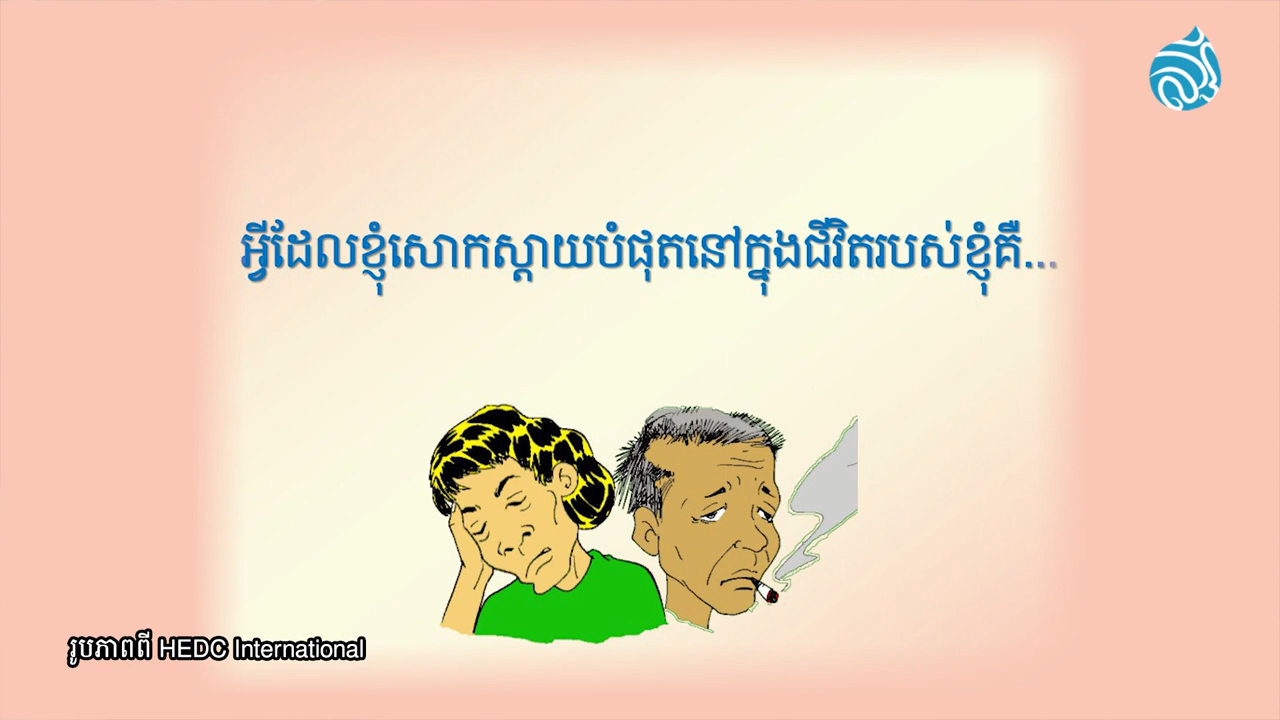 អ្វីដែលខ្ញុំសោកស្តាយបំផុតនៅក្នុងជីវិតរបស់ខ្ញុំគឺ...
រូបភាពពី HEDC International